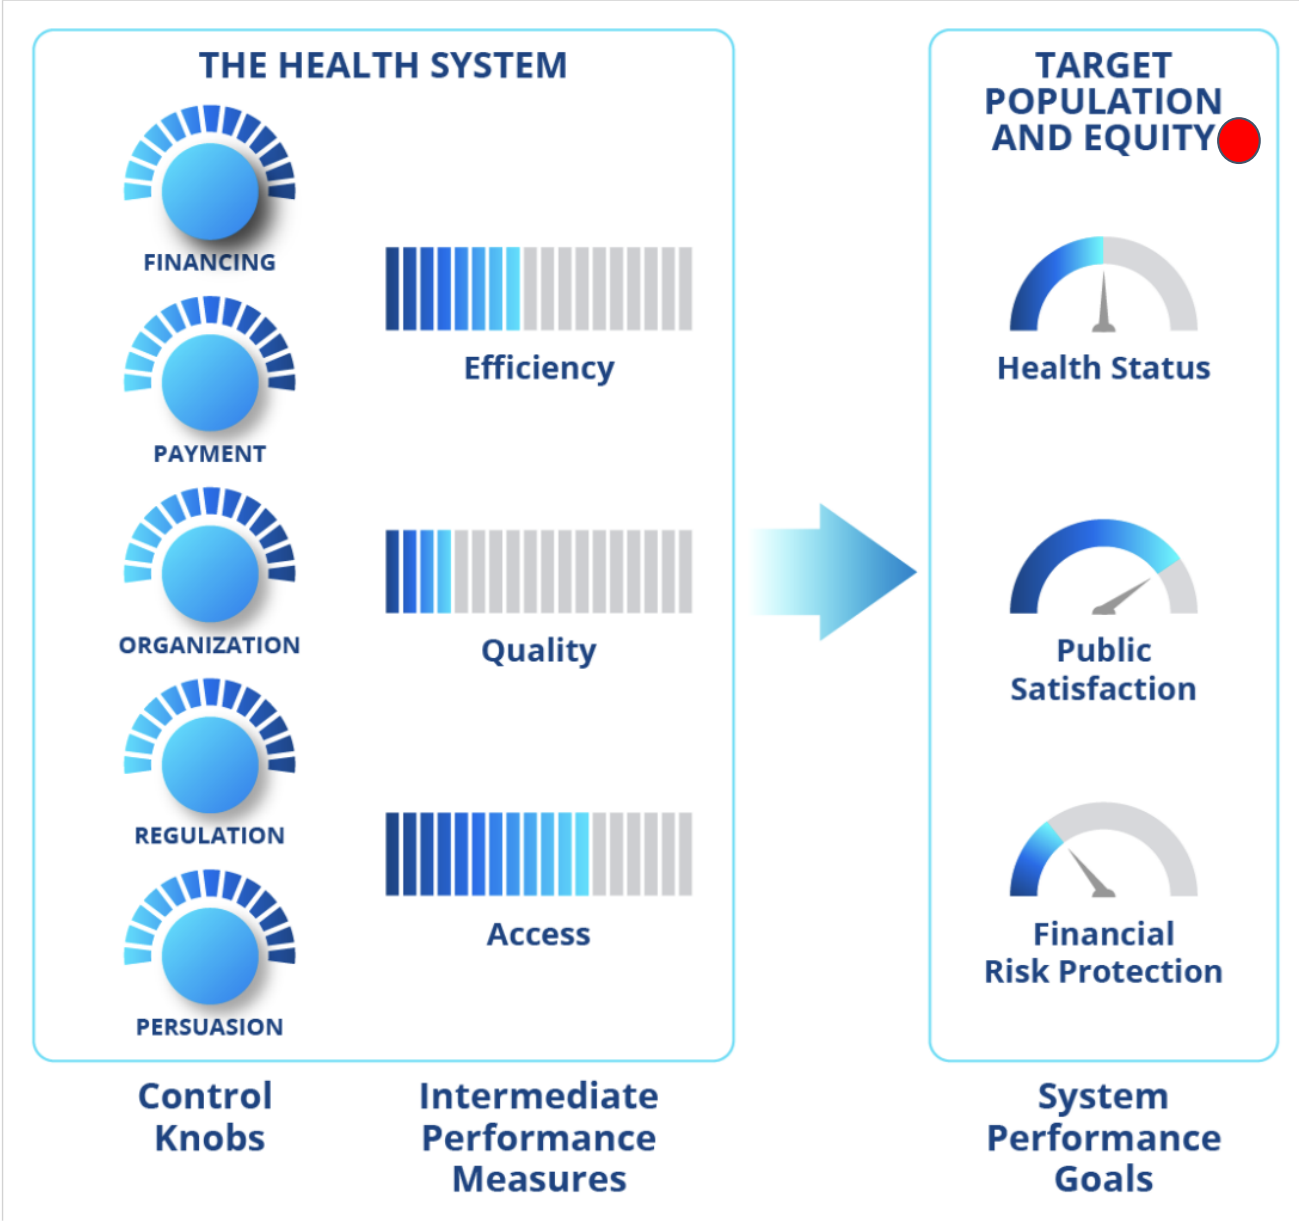 THE HEALTH SYSTEM
FINANCING
PAYMENT
ORGANIZATION
REGULATION
PERSUASION
Efficiency
Quality
Access
Control
Knobs
Intermediate
Performance
Measures
TARGET
POPULATION
AND EQUITY
Health Status
Public
Satisfaction
Financial
Risk Protection
System
Performance
Goals